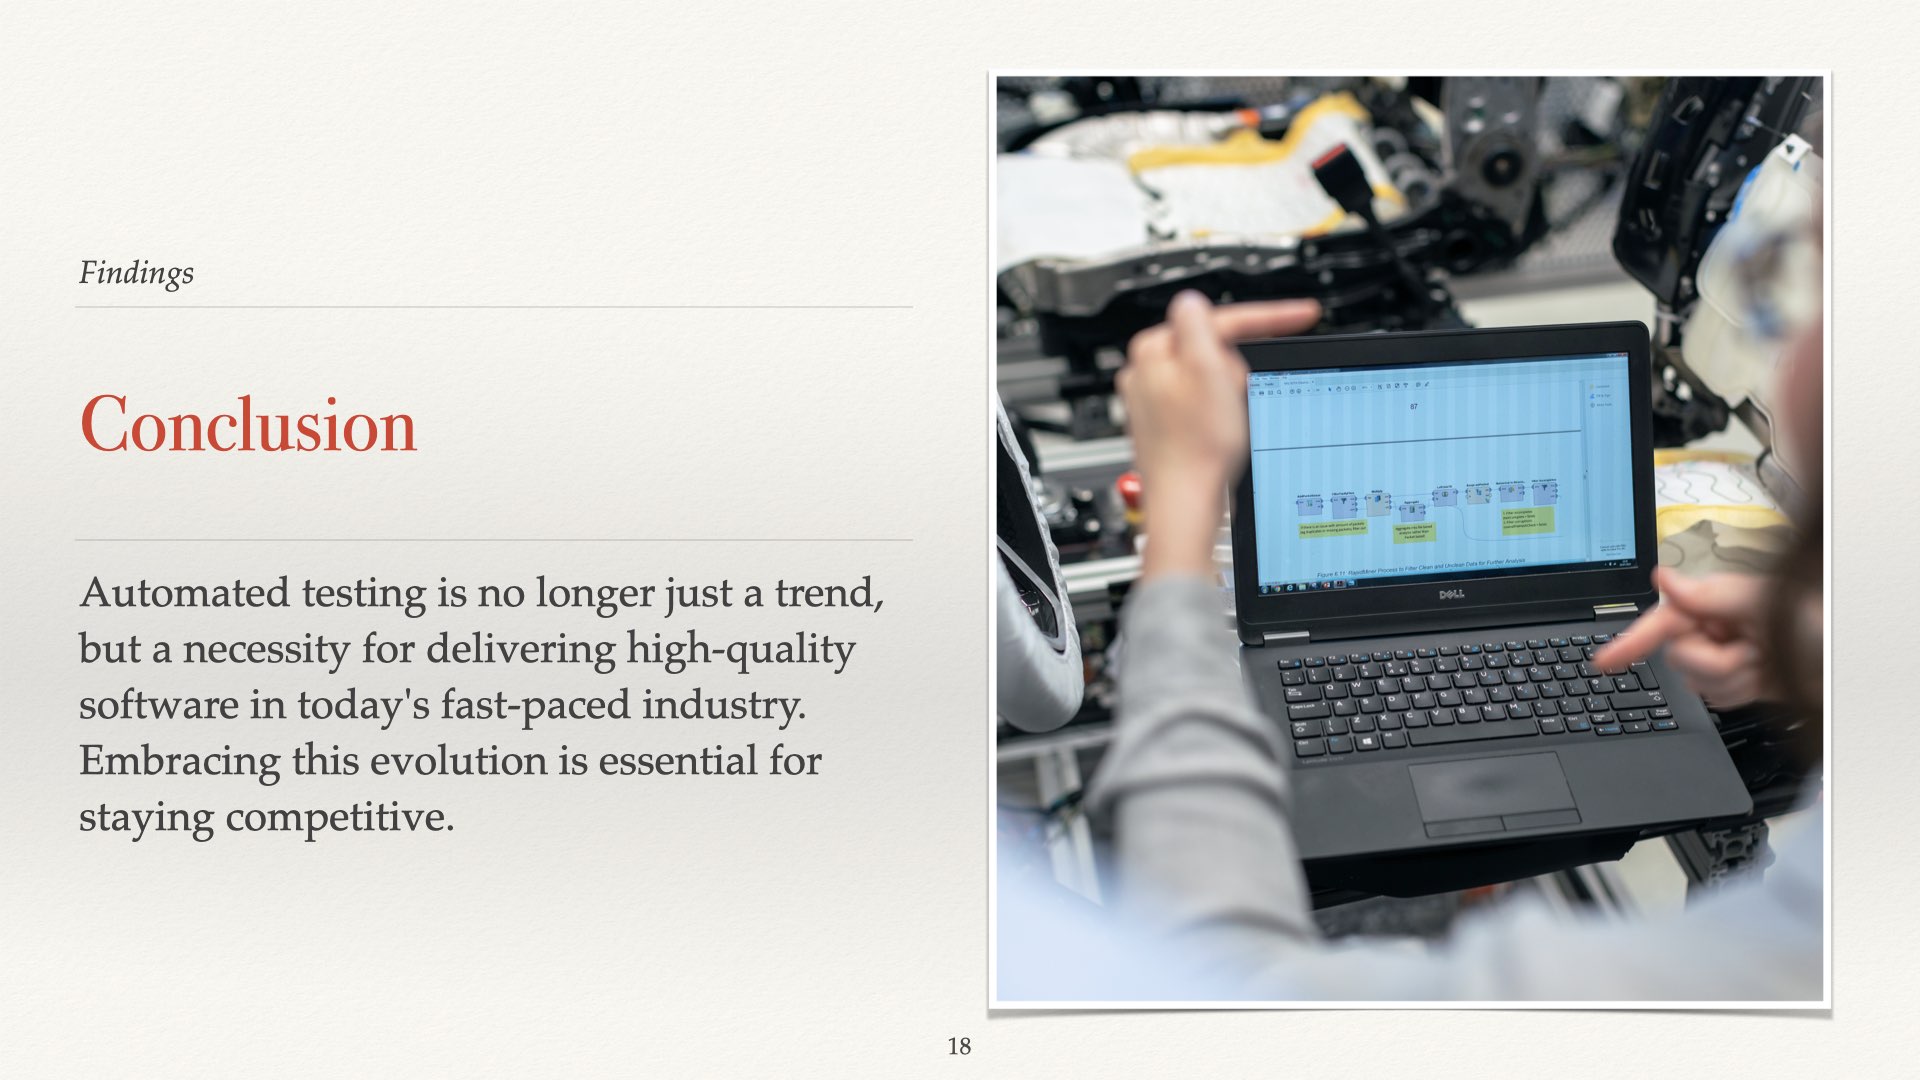 Findings
Conclusion
Automated testing is no longer just a trend,
but a necessity for delivering high-quality
software in today's fast-paced industry.
Embracing this evolution is essential for
staying competitive.
87
Figure 6.11 RapidMiner Process to Filter Clean and Unclean Data for Further Analysis
DELL
18